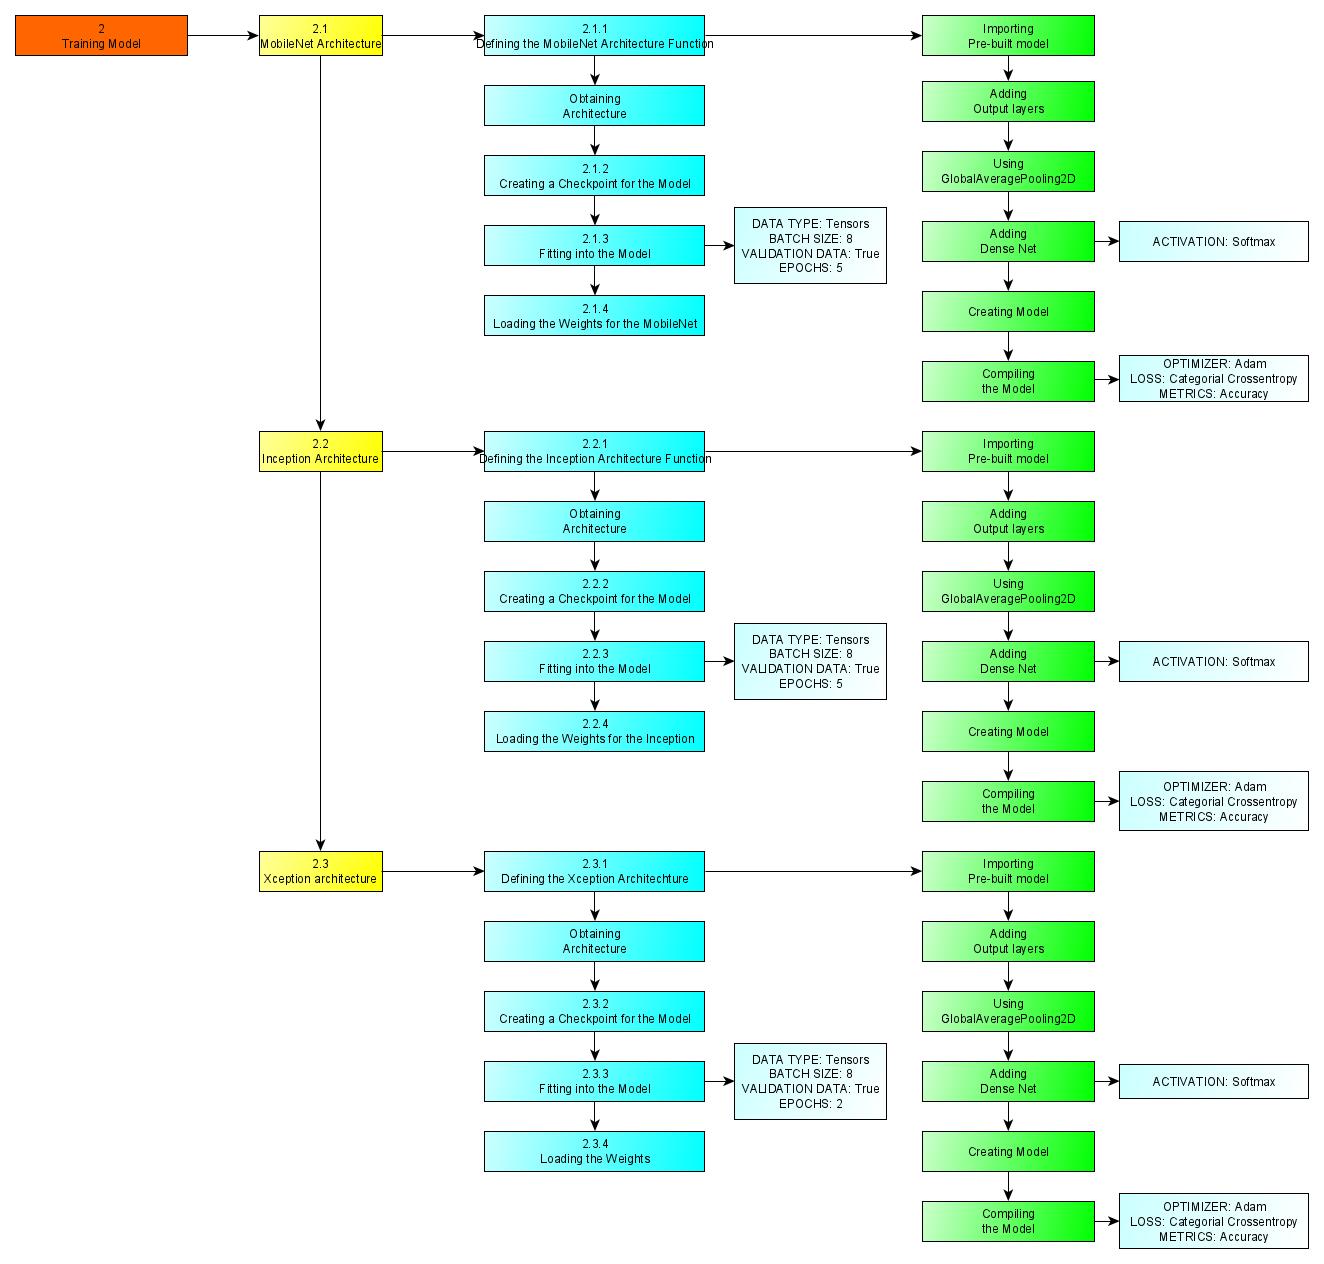 2
Training Model
2.1
MobileNet Architecture
2.1.1
Defining the MobileNet Architecture Function
Obtaining
Architecture
2.1.2
Creating a Checkpoint for the Model
2.1.3
Fitting into the Model
DATA TYPE: Tensors
BATCH SIZE: 8
VALIDATION DATA: True
EPOCHS: 5
2.1.4
Loading the Weights for the MobileNet
Importing
Pre-built model
Adding
Output layers
Using
GlobalAveragePooling2D
Adding
Dense Net
ACTIVATION: Softmax
Creating Model
Compiling
the Model
OPTIMIZER: Adam
LOSS: Categorial Crossentropy
METRICS: Accuracy
2.2
Inception Architecture
2.2.1
Defining the Inception Architecture Function
Obtaining
Architecture
2.2.2
Creating a Checkpoint for the Model
2.2.3
Fitting into the Model
DATA TYPE: Tensors
BATCH SIZE: 8
VALIDATION DATA: True
EPOCHS: 5
2.2.4
Loading the Weights for the Inception
Importing
Pre-built model
Adding
Output layers
Using
GlobalAveragePooling2D
Adding
Dense Net
ACTIVATION: Softmax
Creating Model
Compiling
the Model
OPTIMIZER: Adam
LOSS: Categorial Crossentropy
METRICS: Accuracy
2.3
Xception architecture
2.3.1
Defining the Xception Architechture
Obtaining
Architecture
2.3.2
Creating a Checkpoint for the Model
2.3.3
Fitting into the Model
DATA TYPE: Tensors
BATCH SIZE: 8
VALIDATION DATA: True
EPOCHS: 2
2.3.4
Loading the Weights
Importing
Pre-built model
Adding
Output layers
Using
GlobalAveragePooling2D
Adding
Dense Net
ACTIVATION: Softmax
Creating Model
Compiling
the Model
OPTIMIZER: Adam
LOSS: Categorial Crossentropy
METRICS: Accuracy